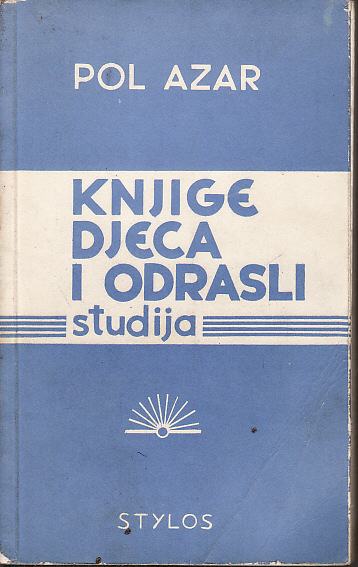 POL AZAR
KNJIGE
DJECA
I ODRASLI
studija
STYLOS